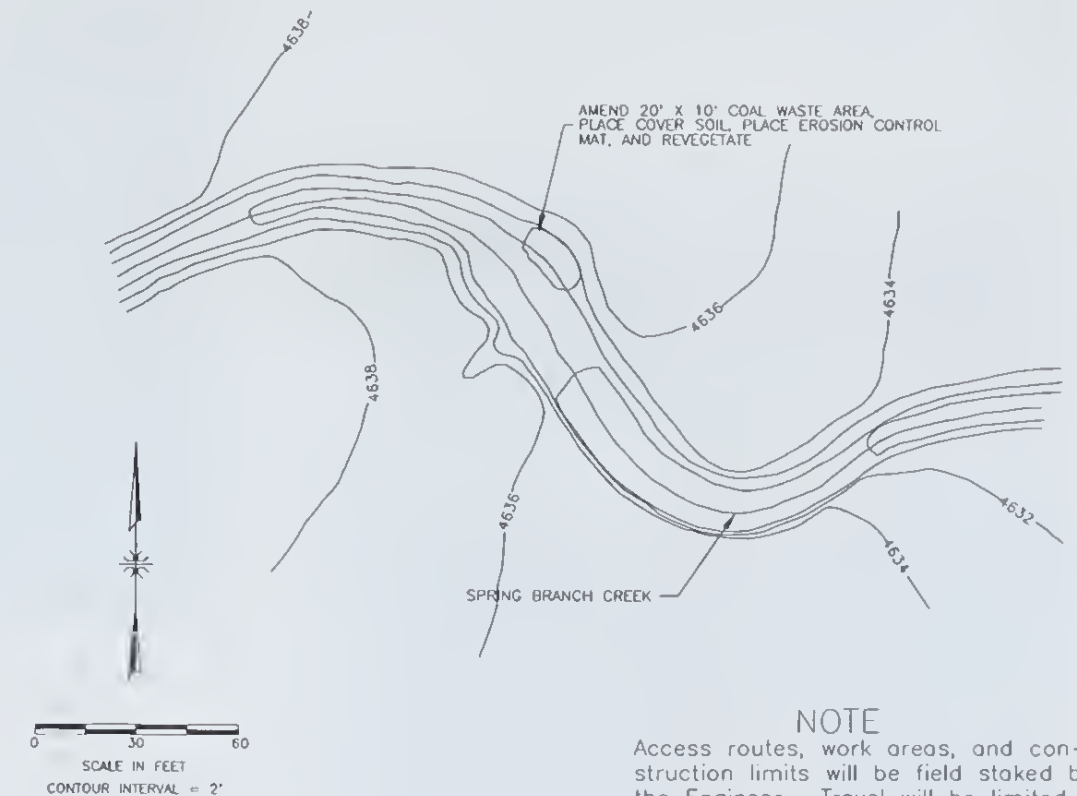 4638
AMEND 20' X 10' COAL WASTE AREA,
PLACE COVER SOIL, PLACE EROSION CONTROL
MAT, AND REVEGETATE
4636
4634
4638
4636
4632
4634
SPRING BRANCH CREEK
0 30 60
SCALE IN FEET
CONTOUR INTERVAL = 2'
NOTE
Access routes, work areas, and con-
struction limits will be field staked b
the Engineer. Travel will be limited